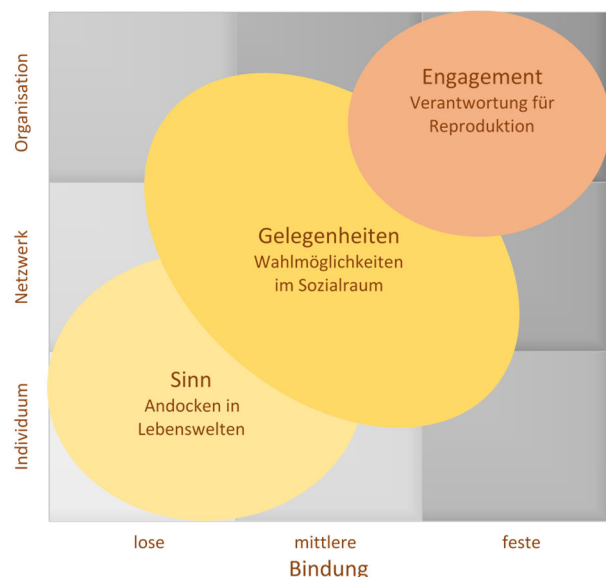 Organisation
Netzwerk
Individuum
Engagement
Verantwortung für
Reproduktion
Gelegenheiten
Wahlmöglichkeiten
im Sozialraum
Sinn
Andocken in
Lebenswelten
lose
mittlere
feste
Bindung